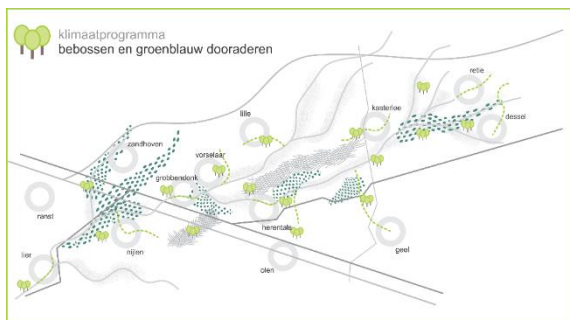 klimaatprogramma
bebossen en groenblauw dooraderen
retie
kasterlee
lille
dessel
zandhoven
vorselaar
grobbendonk
ranst
herentals
nijlen
geel
lier
olen